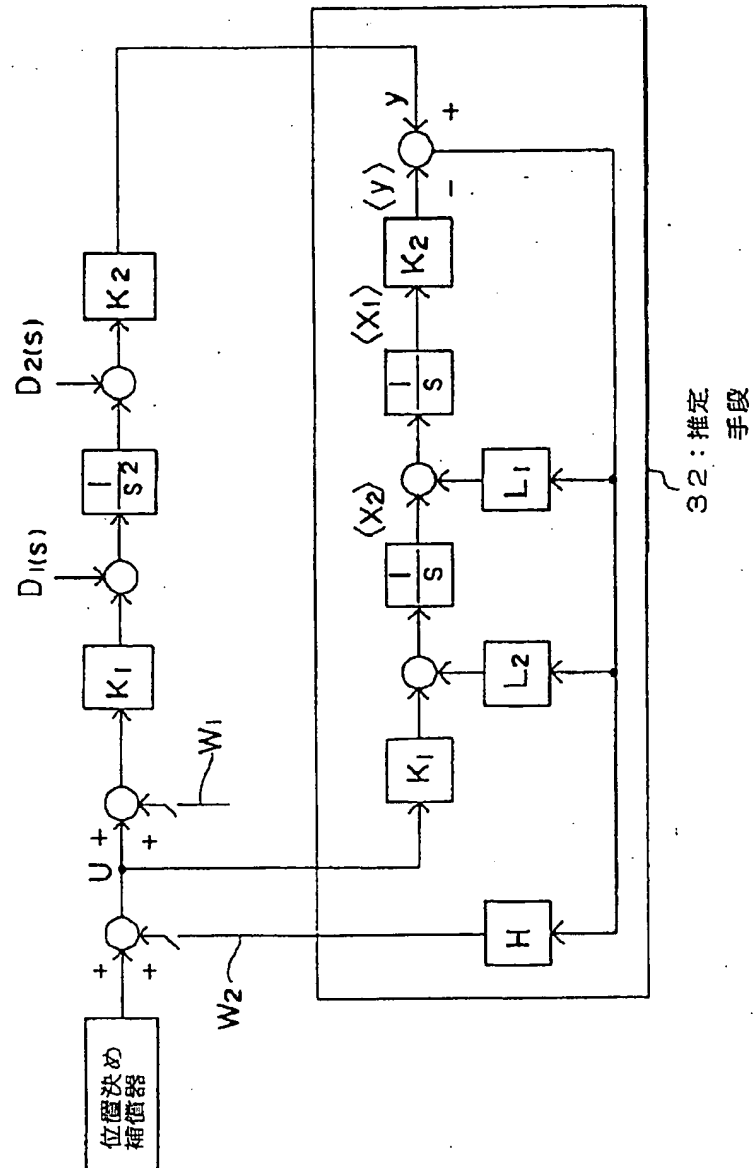 位置決め
補償器
+
+
U
+
+
W1
K1
D1(s)
1
s2
D2(s)
K2
y
W2
H
K1
L2
1
s
⟨X2⟩
L1
1
s
⟨X1⟩
K2
⟨y⟩
−
+
32:推定
手段